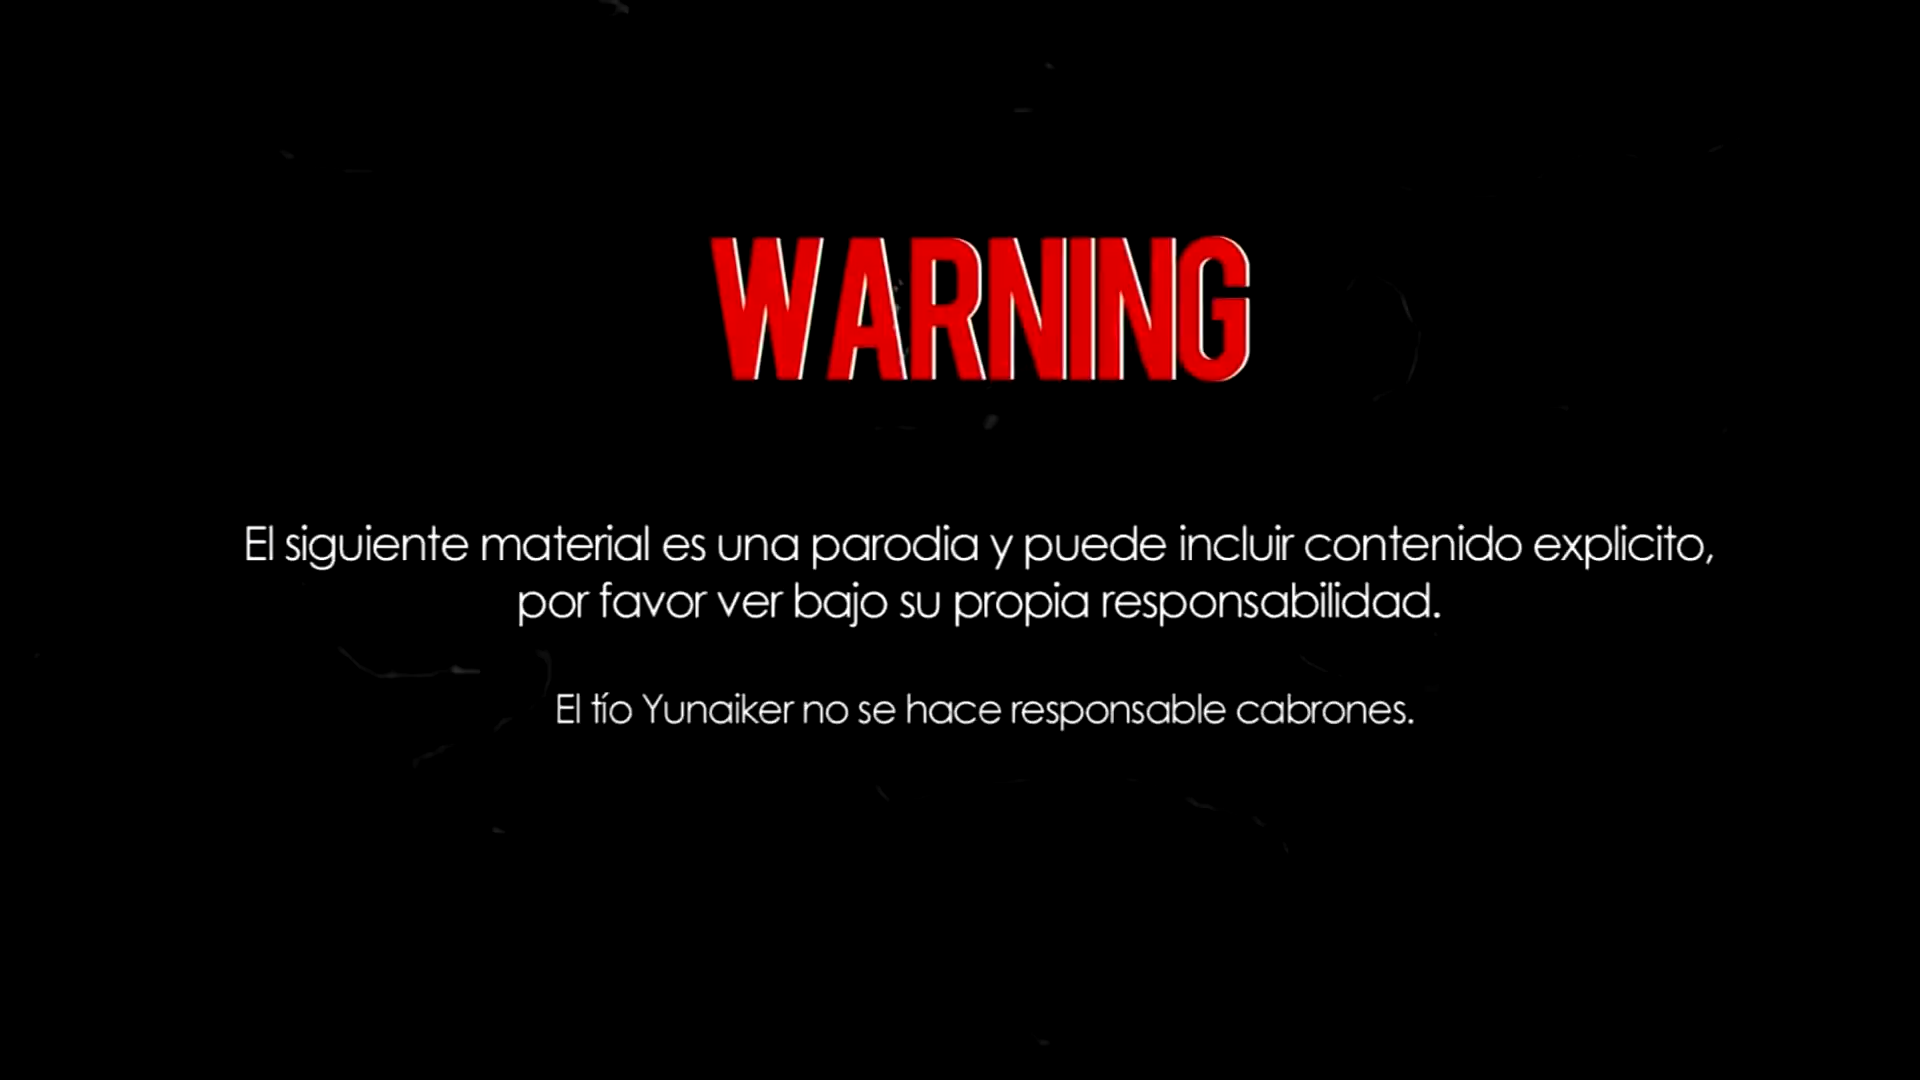 WARNING
El siguiente material es una parodia y puede incluir contenido explicito,
por favor ver bajo su propia responsabilidad.
El tío Yunaiker no se hace responsable cabrones.